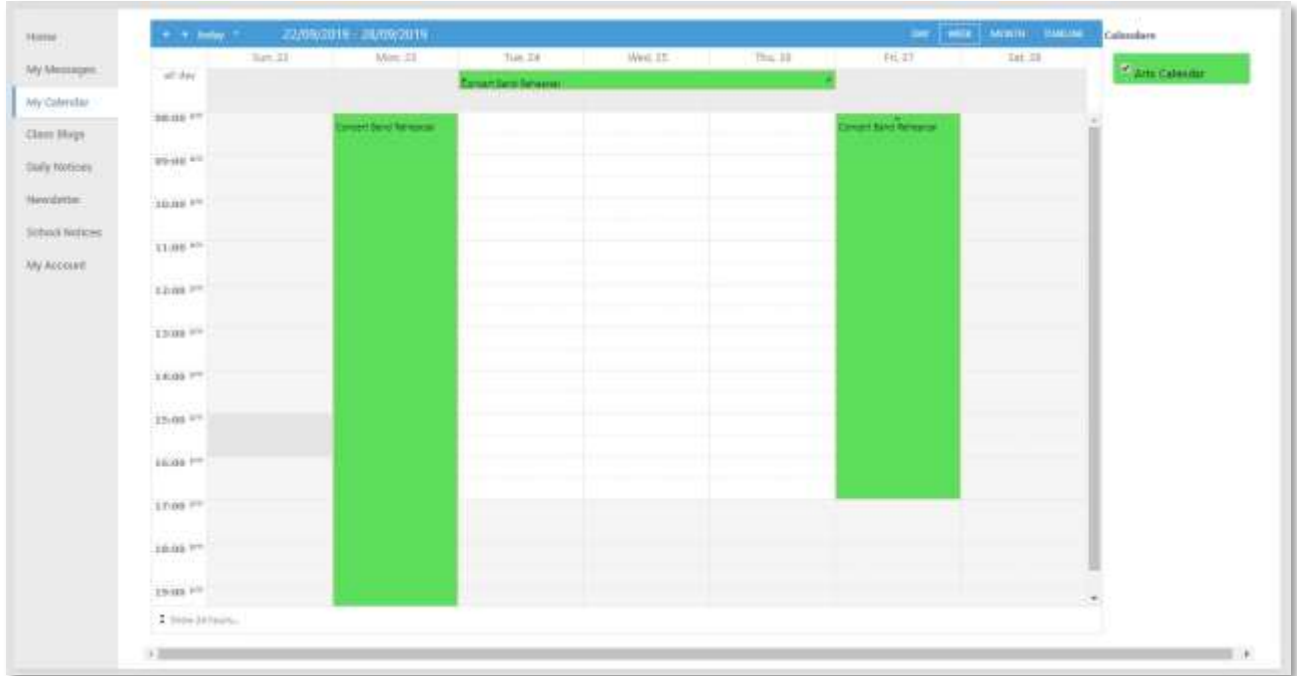 Home
My Messages
My Calendar
Class Blogs
Daily Notices
Newsletter
School Notices
My Account
today 22/09/2019 - 28/09/2019 DAY WEEK MONTH TIMELINE
Sun, 22 Mon, 23 Tue, 24 Wed, 25 Thu, 26 Fri, 27 Sat, 28
all day
Concert Band Rehearsal
08:00
Concert Band Rehearsal
Concert Band Rehearsal
09:00
10:00
11:00
12:00
13:00
14:00
15:00
16:00
17:00
18:00
19:00
Show 24 hours...
Calendars
Arts Calendar